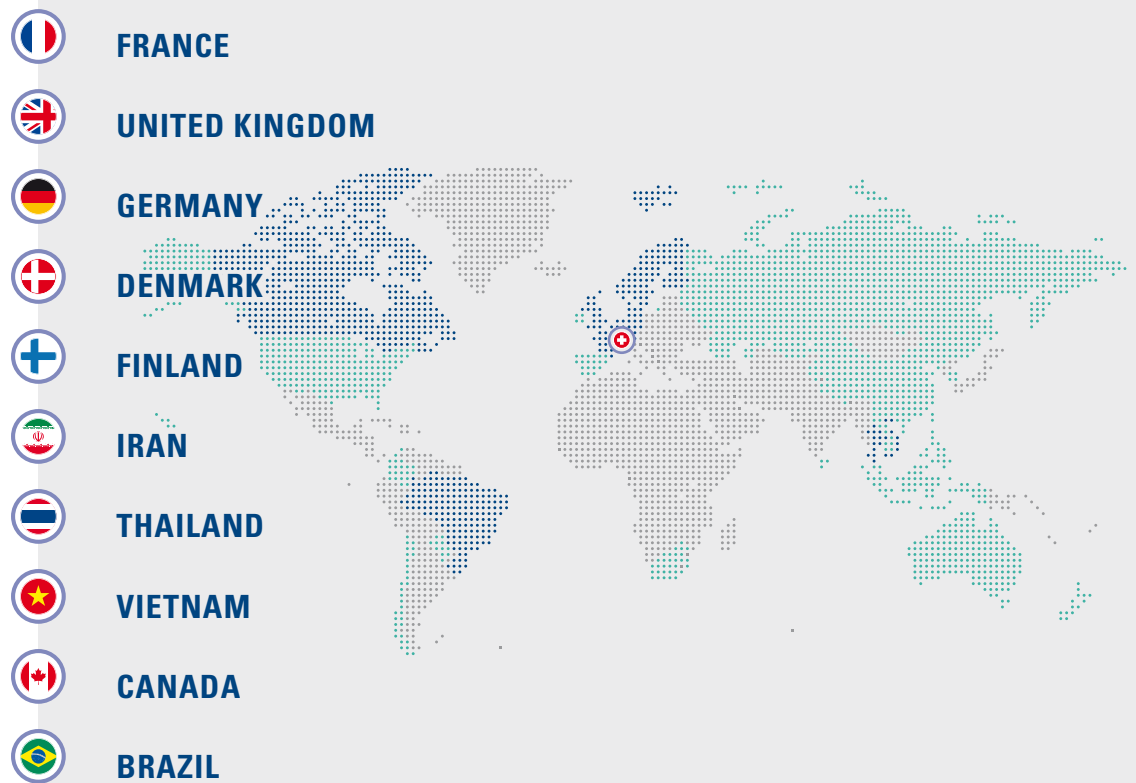 FRANCE
UNITED KINGDOM
GERMANY
DENMARK
FINLAND
IRAN
THAILAND
VIETNAM
CANADA
BRAZIL